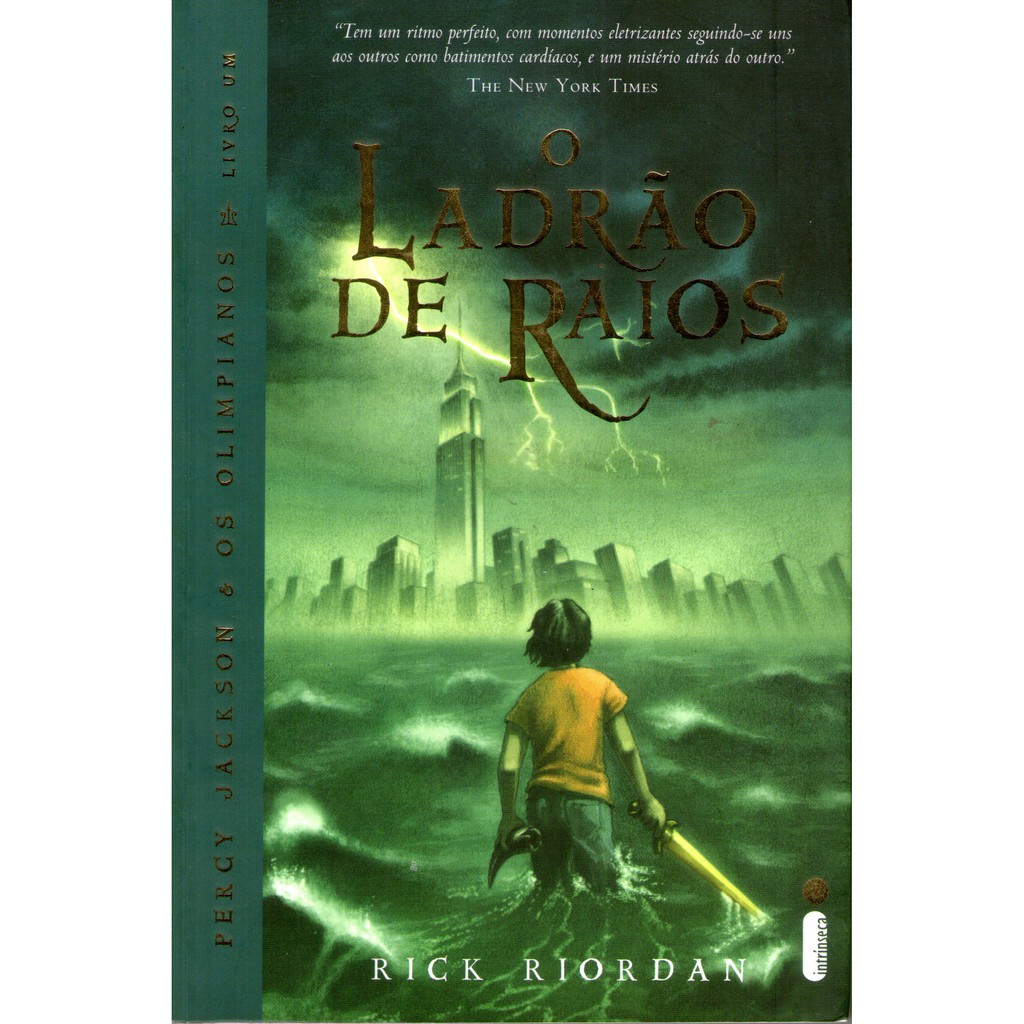 “Tem um ritmo perfeito, com momentos eletrizantes seguindo-se uns
aos outros como batimentos cardíacos, e um mistério atrás do outro.”
THE NEW YORK TIMES
O
LADRÃO
DE RAIOS
PERCY JACKSON & OS OLIMPIANOS LIVRO UM
RICK RIORDAN
intrínseca